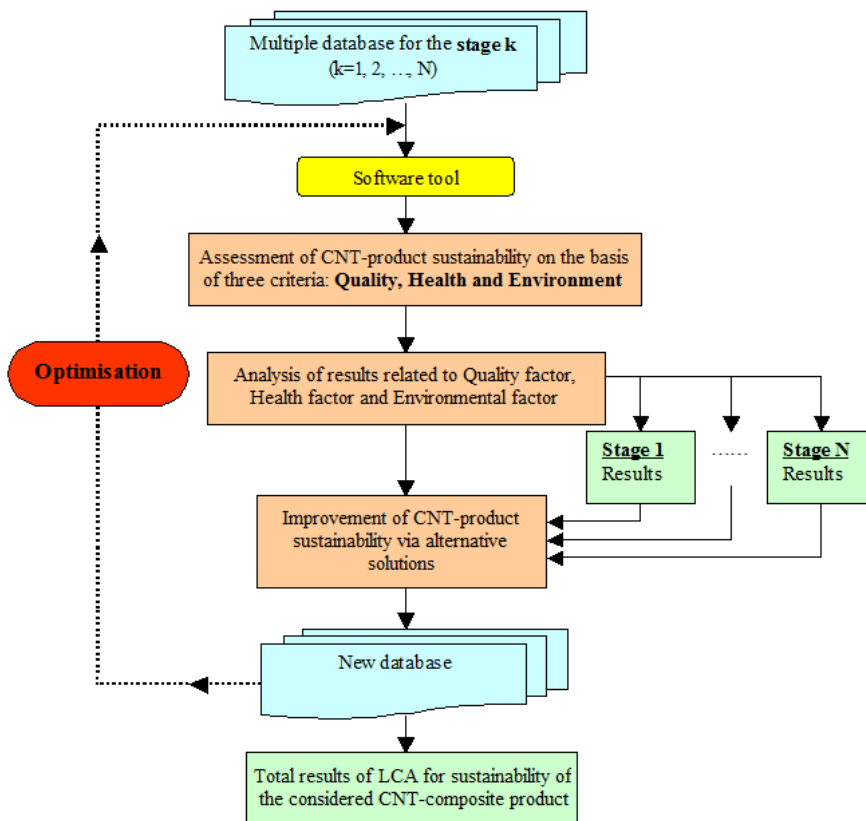 Multiple database for the stage k
(k=1, 2, …, N)
Software tool
Assessment of CNT-product sustainability on the basis
of three criteria: Quality, Health and Environment
Optimisation
Analysis of results related to Quality factor,
Health factor and Environmental factor
Stage 1
Results
……
Stage N
Results
Improvement of CNT-product
sustainability via alternative
solutions
New database
Total results of LCA for sustainability of
the considered CNT-composite product